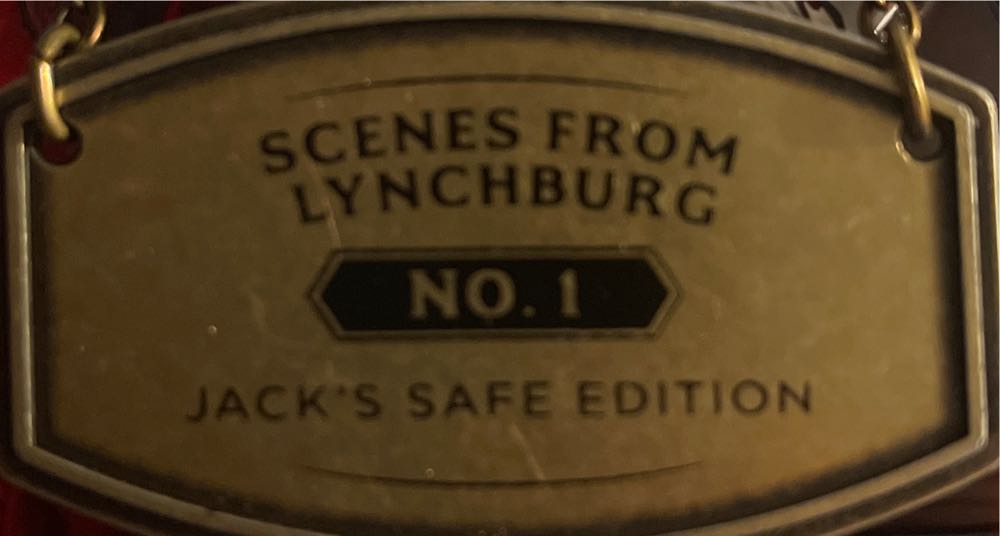 SCENES FROM
LYNCHBURG
NO. 1
JACK'S SAFE EDITION